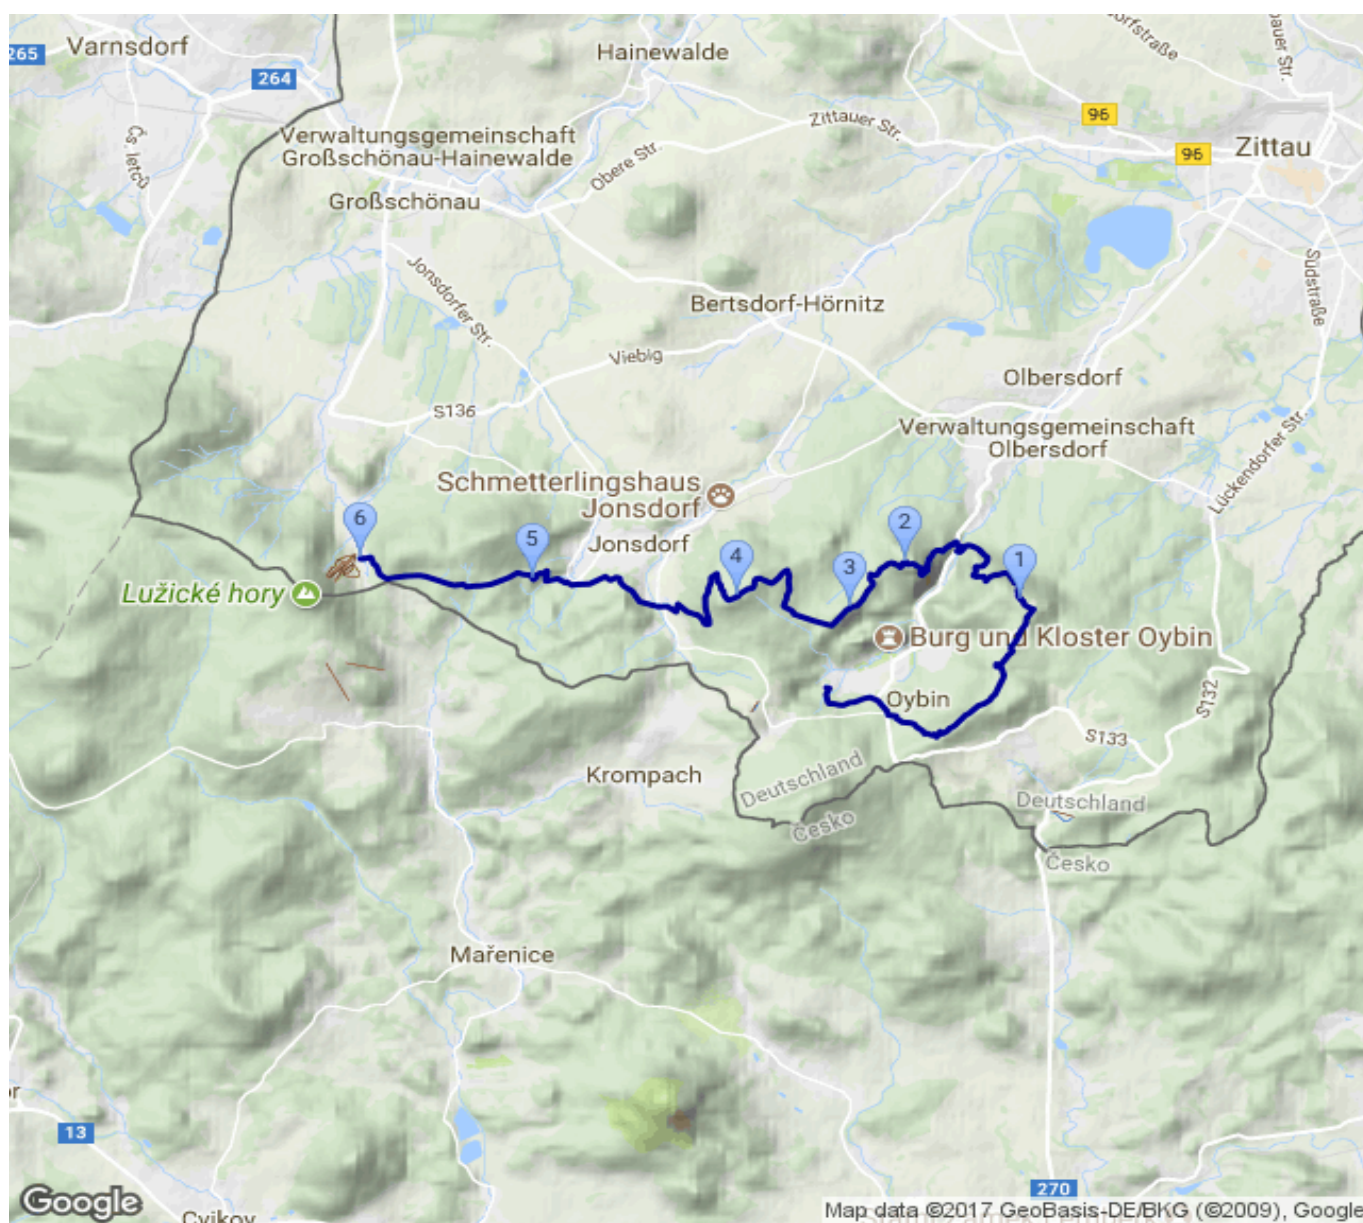 265
Varnsdorf
264
Čs. letců
Hainewalde
Verwaltungsgemeinschaft
Großschönau-Hainewalde
Großschönau
Obere Str.
Zittauer Str.
96
96
Zittau
Südstraße
Jonsdorfer Str.
Bertsdorf-Hörnitz
Viebig
S136
Olbersdorf
Verwaltungsgemeinschaft
Olbersdorf
Lückendorfer Str.
Schmetterlingshaus
Jonsdorf
Jonsdorf
6
5
4
3
2
1
Lužické hory
Burg und Kloster Oybin
Oybin
S132
S133
Krompach
Deutschland
Česko
Deutschland
Česko
Mařenice
13
270
Cvikov
Google
Map data ©2017 GeoBasis-DE/BKG (©2009), Google